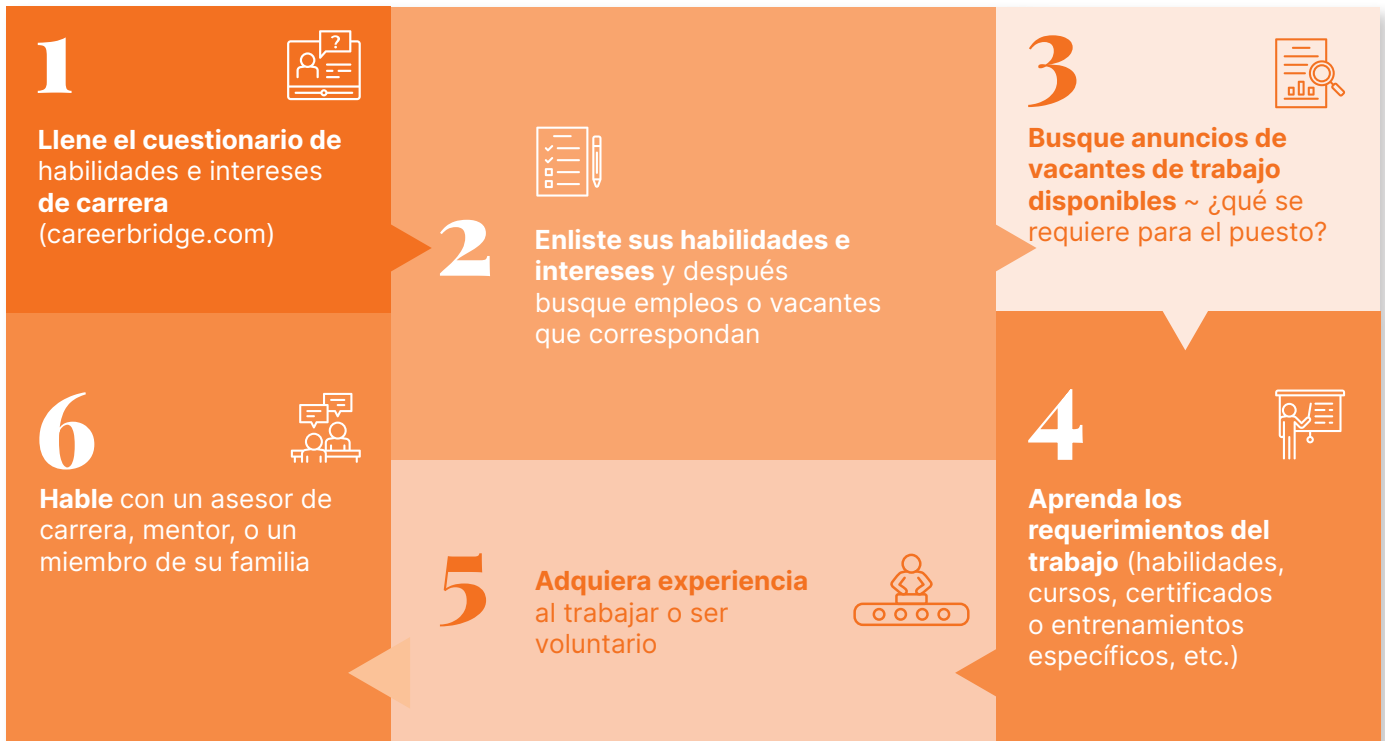 1
?
Llene el cuestionario de
habilidades e intereses
de carrera
(careerbridge.com)
2
Enliste sus habilidades e
intereses y después
busque empleos o vacantes
que correspondan
3
Busque anuncios de
vacantes de trabajo
disponibles ~ ¿qué se
requiere para el puesto?
4
Aprenda los
requerimientos del
trabajo (habilidades,
cursos, certificados
o entrenamientos
específicos, etc.)
5
Adquiera experiencia
al trabajar o ser
voluntario
6
Hable con un asesor de
carrera, mentor, o un
miembro de su familia